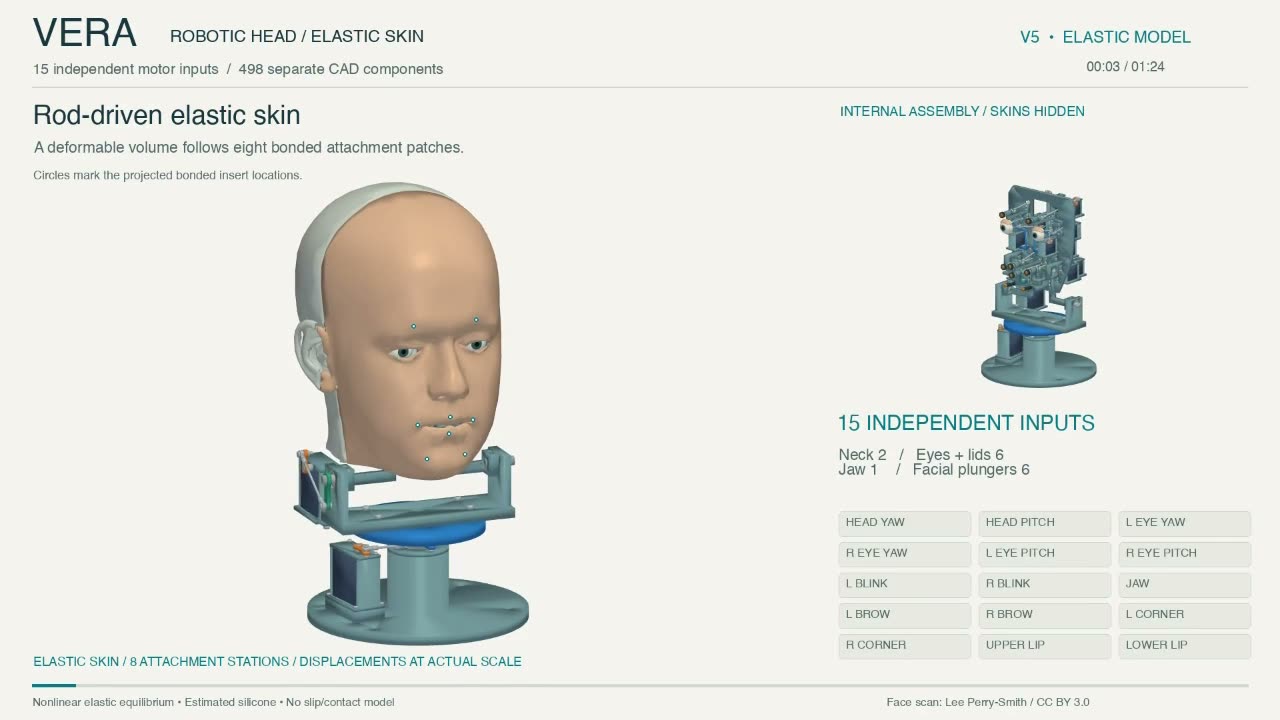 VERA
ROBOTIC HEAD / ELASTIC SKIN
V5 • ELASTIC MODEL
15 independent motor inputs / 498 separate CAD components
00:03 / 01:24
Rod-driven elastic skin
A deformable volume follows eight bonded attachment patches.
Circles mark the projected bonded insert locations.
INTERNAL ASSEMBLY / SKINS HIDDEN
15 INDEPENDENT INPUTS
Neck 2 / Eyes + lids 6
Jaw 1 / Facial plungers 6
HEAD YAW
HEAD PITCH
L EYE YAW
R EYE YAW
L EYE PITCH
R EYE PITCH
L BLINK
R BLINK
JAW
L BROW
R BROW
L CORNER
R CORNER
UPPER LIP
LOWER LIP
ELASTIC SKIN / 8 ATTACHMENT STATIONS / DISPLACEMENTS AT ACTUAL SCALE
Nonlinear elastic equilibrium • Estimated silicone • No slip/contact model
Face scan: Lee Perry-Smith / CC BY 3.0